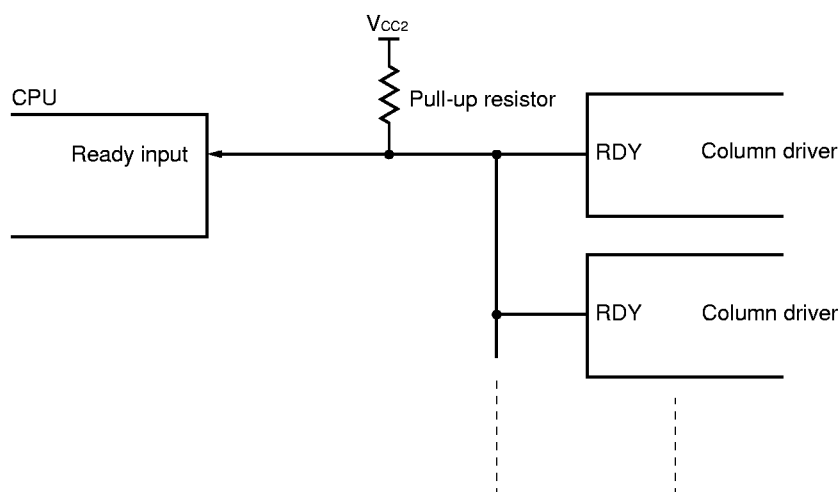 VCC2
CPU
Pull-up resistor
Ready input
RDY
Column driver
RDY
Column driver